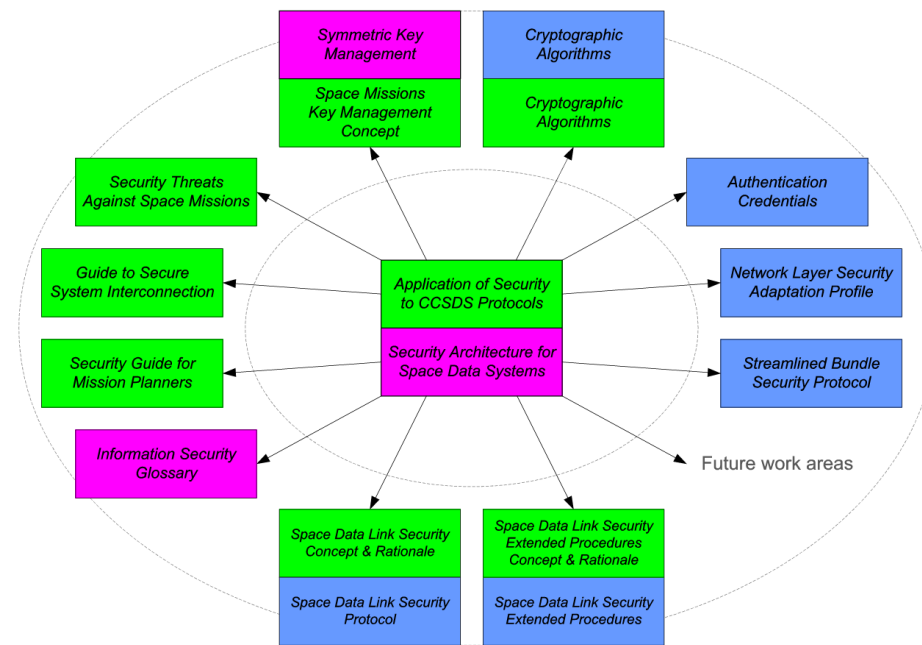 Symmetric Key
Management
Cryptographic
Algorithms
Space Missions
Key Management
Concept
Cryptographic
Algorithms
Security Threats
Against Space Missions
Authentication
Credentials
Guide to Secure
System Interconnection
Application of Security
to CCSDS Protocols
Network Layer Security
Adaptation Profile
Security Guide for
Mission Planners
Security Architecture for
Space Data Systems
Streamlined Bundle
Security Protocol
Information Security
Glossary
Future work areas
Space Data Link Security
Concept & Rationale
Space Data Link Security
Extended Procedures
Concept & Rationale
Space Data Link Security
Protocol
Space Data Link Security
Extended Procedures